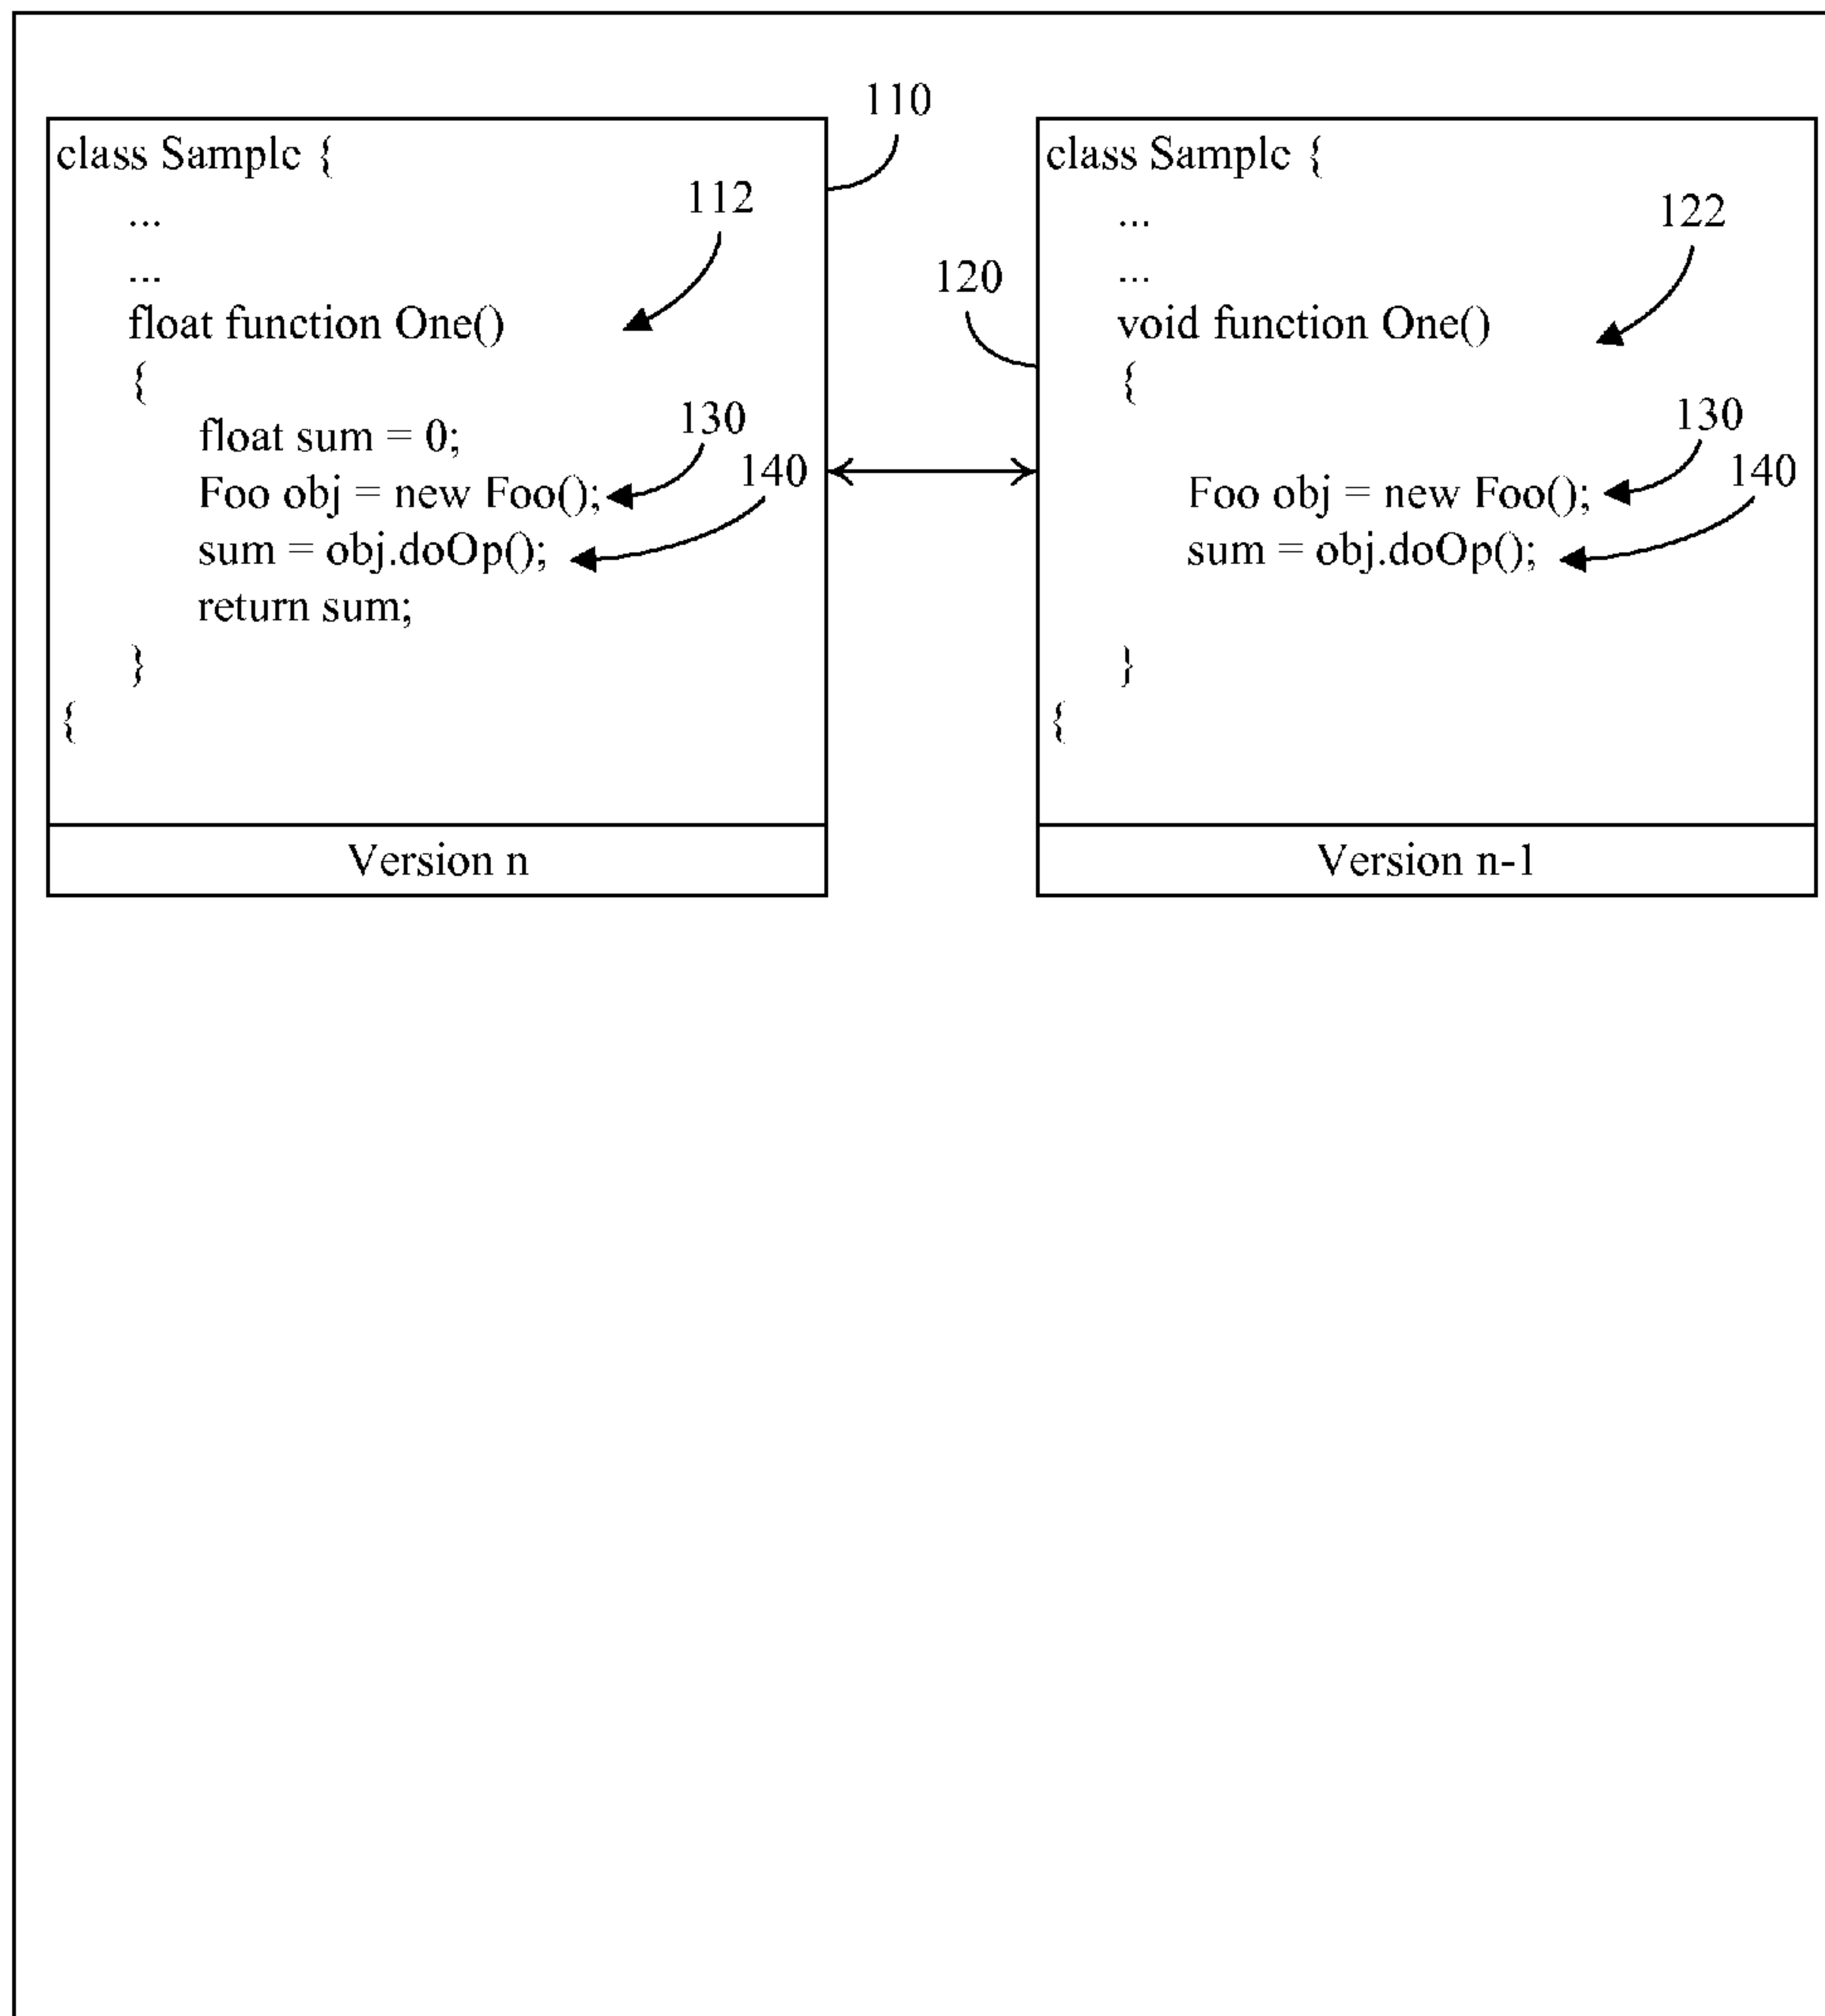 110
class Sample {
...
112
...
float function One()
{
float sum = 0;
130
Foo obj = new Foo();
140
sum = obj.doOp();
return sum;
}
{
Version n
120
class Sample {
...
122
...
void function One()
{
130
Foo obj = new Foo();
140
sum = obj.doOp();
}
{
Version n-1